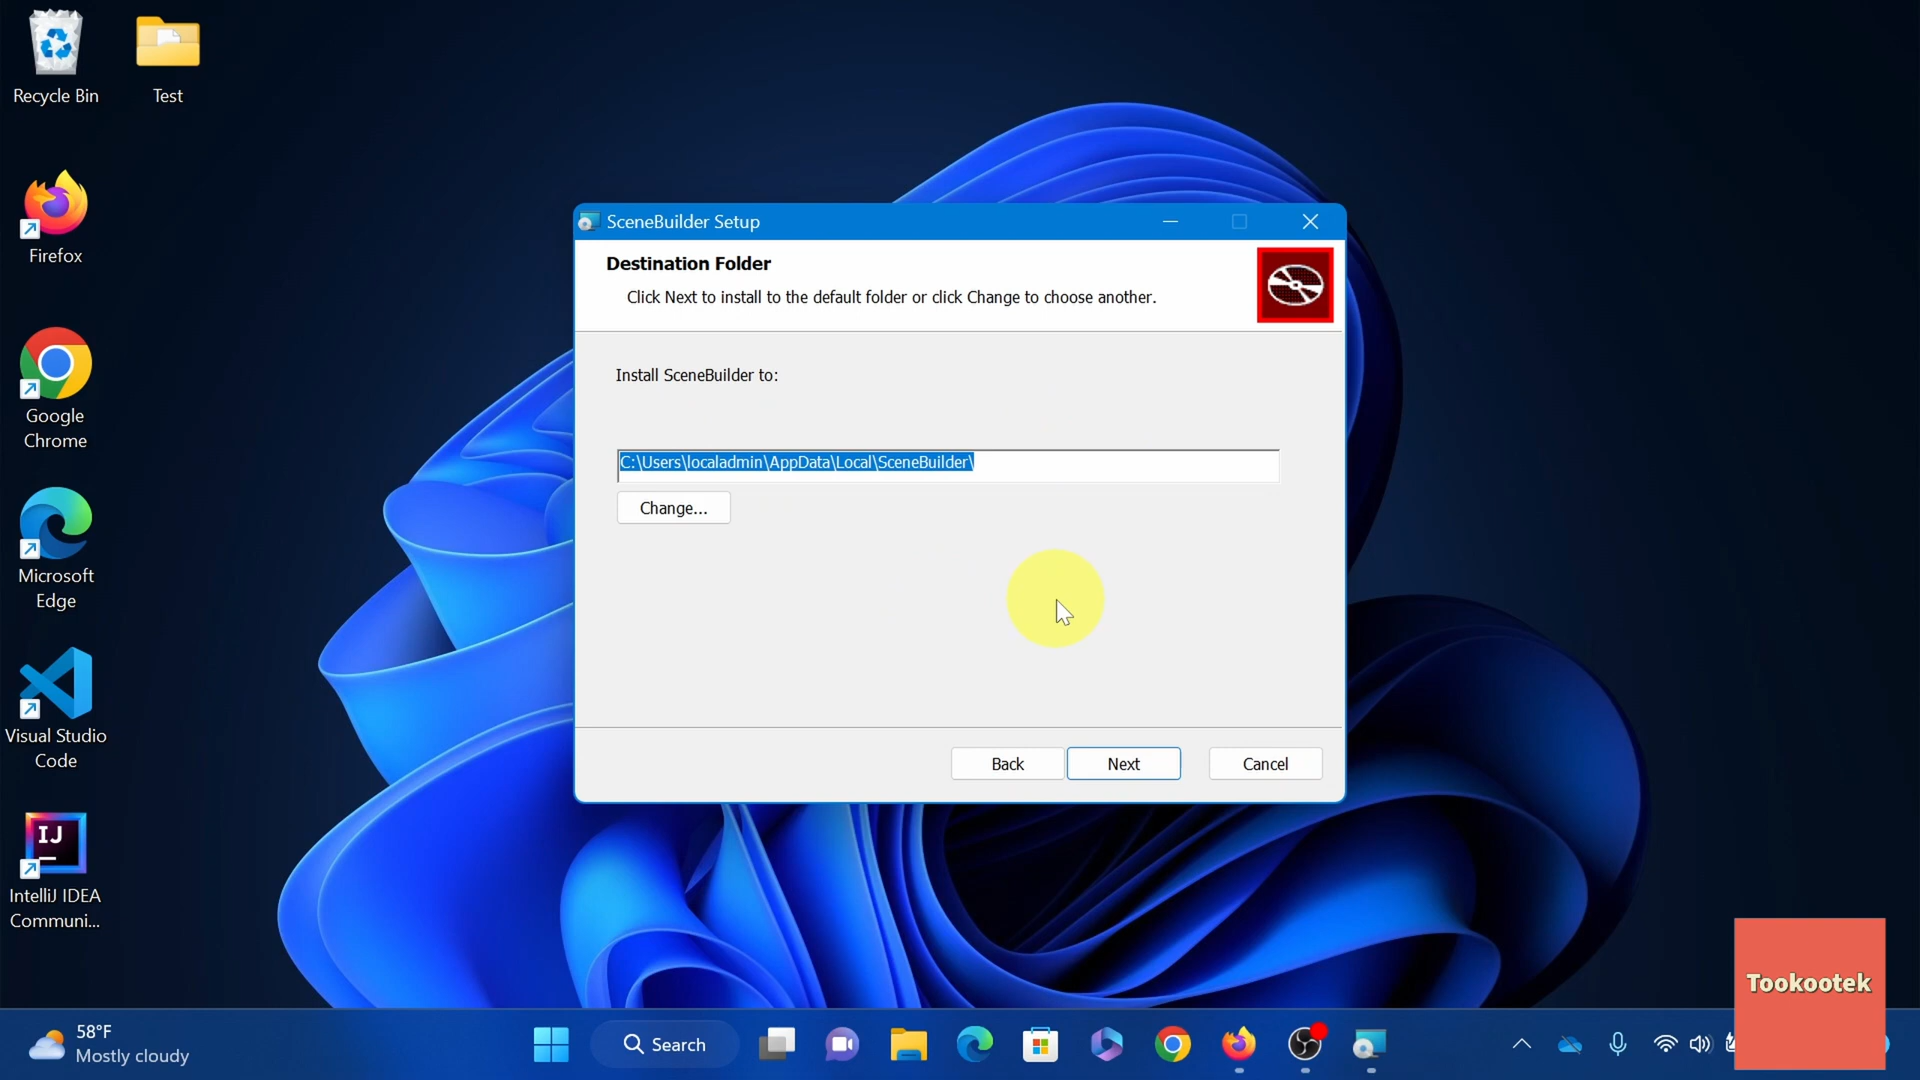 Recycle Bin
Test
Firefox
Google
Chrome
Microsoft
Edge
Visual Studio
Code
IJ
IntelliJ IDEA
Communi...
SceneBuilder Setup
Destination Folder
Click Next to install to the default folder or click Change to choose another.
Install SceneBuilder to:
C:\Users\localadmin\AppData\Local\SceneBuilder\
Change...
Back
Next
Cancel
Tookootek
58°F
Mostly cloudy
Search